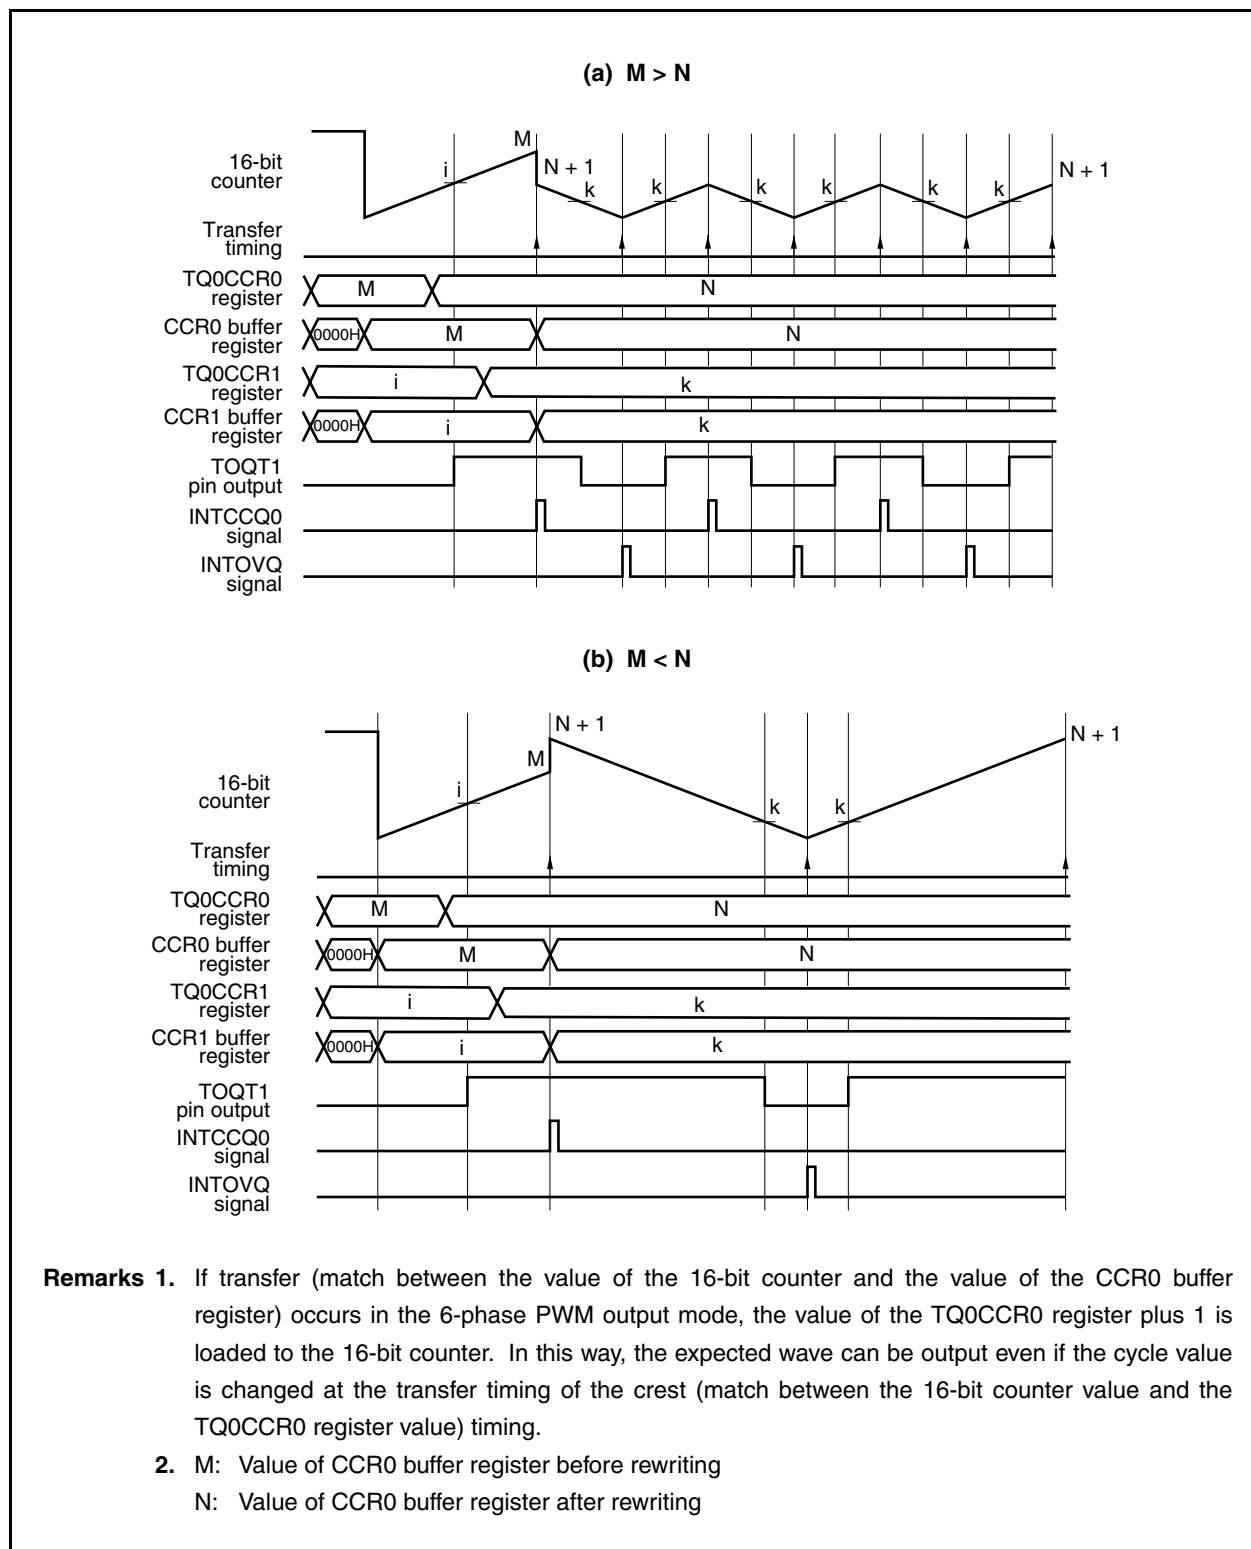 (a) M > N
M
i
N + 1
k
k
k
k
k
k
N + 1
16-bit
counter
Transfer
timing
TQ0CCR0
register
M
N
CCR0 buffer
register
0000H
M
N
TQ0CCR1
register
i
k
CCR1 buffer
register
0000H
i
k
TOQT1
pin output
INTCCQ0
signal
INTOVQ
signal
(b) M < N
N + 1
N + 1
M
i
k
k
16-bit
counter
Transfer
timing
TQ0CCR0
register
M
N
CCR0 buffer
register
0000H
M
N
TQ0CCR1
register
i
k
CCR1 buffer
register
0000H
i
k
TOQT1
pin output
INTCCQ0
signal
INTOVQ
signal
Remarks 1. If transfer (match between the value of the 16-bit counter and the value of the CCR0 buffer
register) occurs in the 6-phase PWM output mode, the value of the TQ0CCR0 register plus 1 is
loaded to the 16-bit counter. In this way, the expected wave can be output even if the cycle value
is changed at the transfer timing of the crest (match between the 16-bit counter value and the
TQ0CCR0 register value) timing.
2. M: Value of CCR0 buffer register before rewriting
N: Value of CCR0 buffer register after rewriting